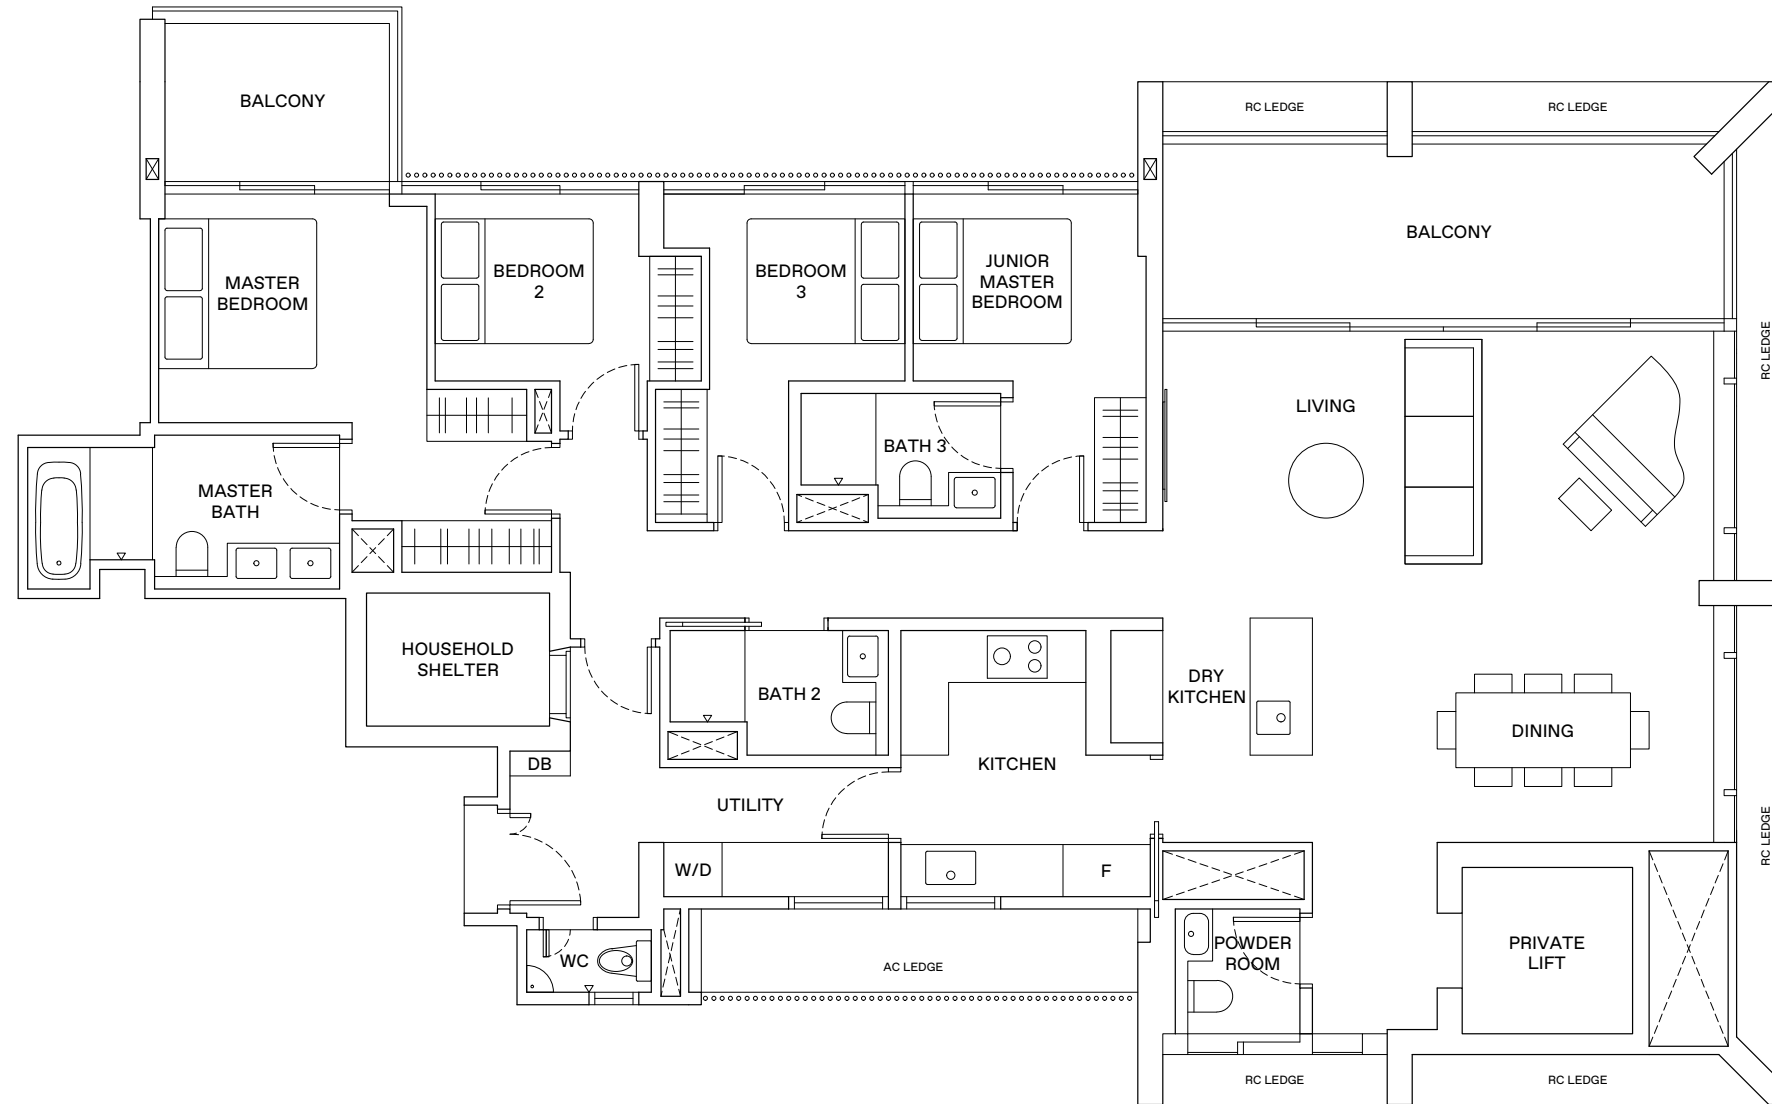 BALCONY
RC LEDGE
RC LEDGE
BALCONY
MASTER
BEDROOM
BEDROOM
2
BEDROOM
3
JUNIOR
MASTER
BEDROOM
RC LEDGE
LIVING
BATH 3
MASTER
BATH
HOUSEHOLD
SHELTER
BATH 2
DRY
KITCHEN
DINING
DB
KITCHEN
UTILITY
RC LEDGE
W/D
F
WC
AC LEDGE
POWDER
ROOM
PRIVATE
LIFT
RC LEDGE
RC LEDGE